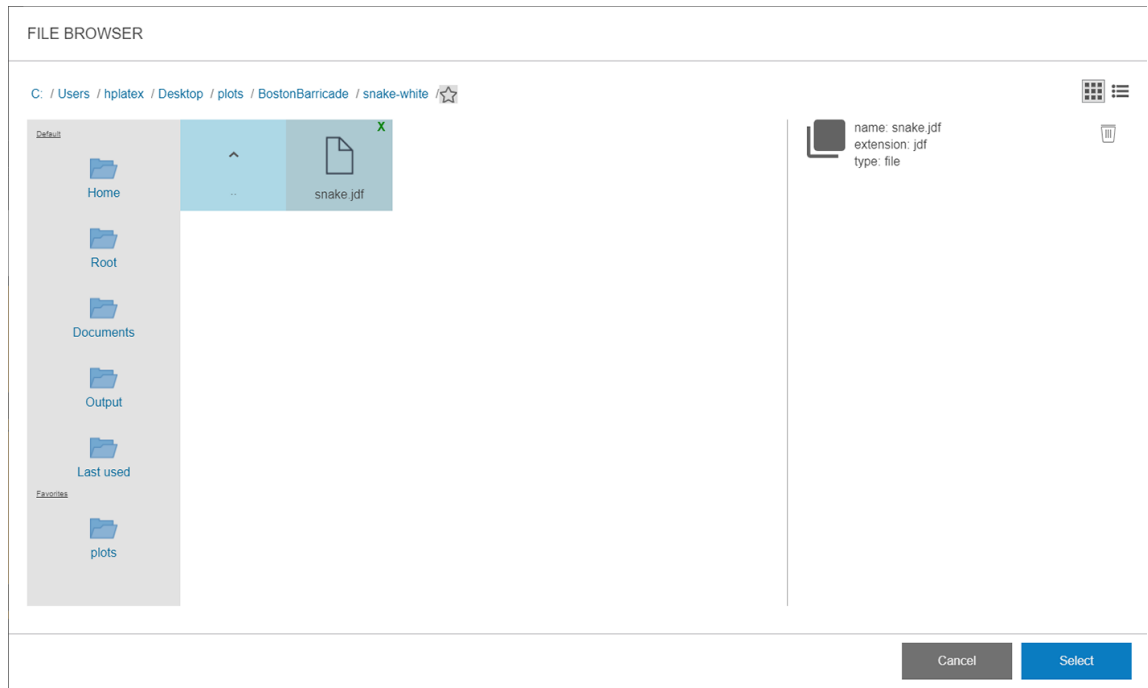 FILE BROWSER
C: / Users / hplatex / Desktop / plots / BostonBarricade / snake-white /
Default
Home
Root
Documents
Output
Last used
Favorites
plots
..
X
snake.jdf
name: snake.jdf
extension: jdf
type: file
Cancel
Select